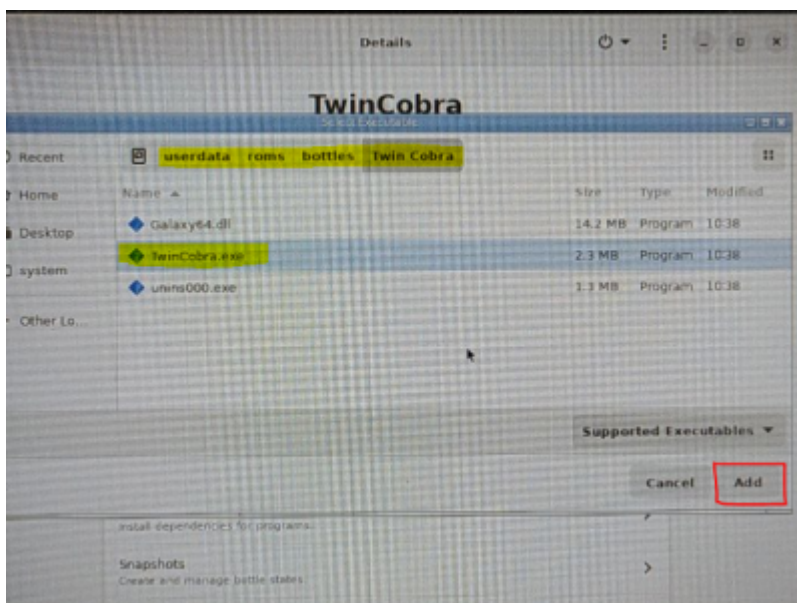 Details
TwinCobra
Select Executable
Recent
userdata roms bottles Twin Cobra
Home
Name Size Type Modified
Desktop
Galaxy64.dll 14.2 MB Program 10:38
TwinCobra.exe 2.3 MB Program 10:38
system
unins000.exe 1.3 MB Program 10:38
Other Lo...
Supported Executables
Cancel Add
Install dependencies for programs.
Snapshots
Create and manage bottle states.